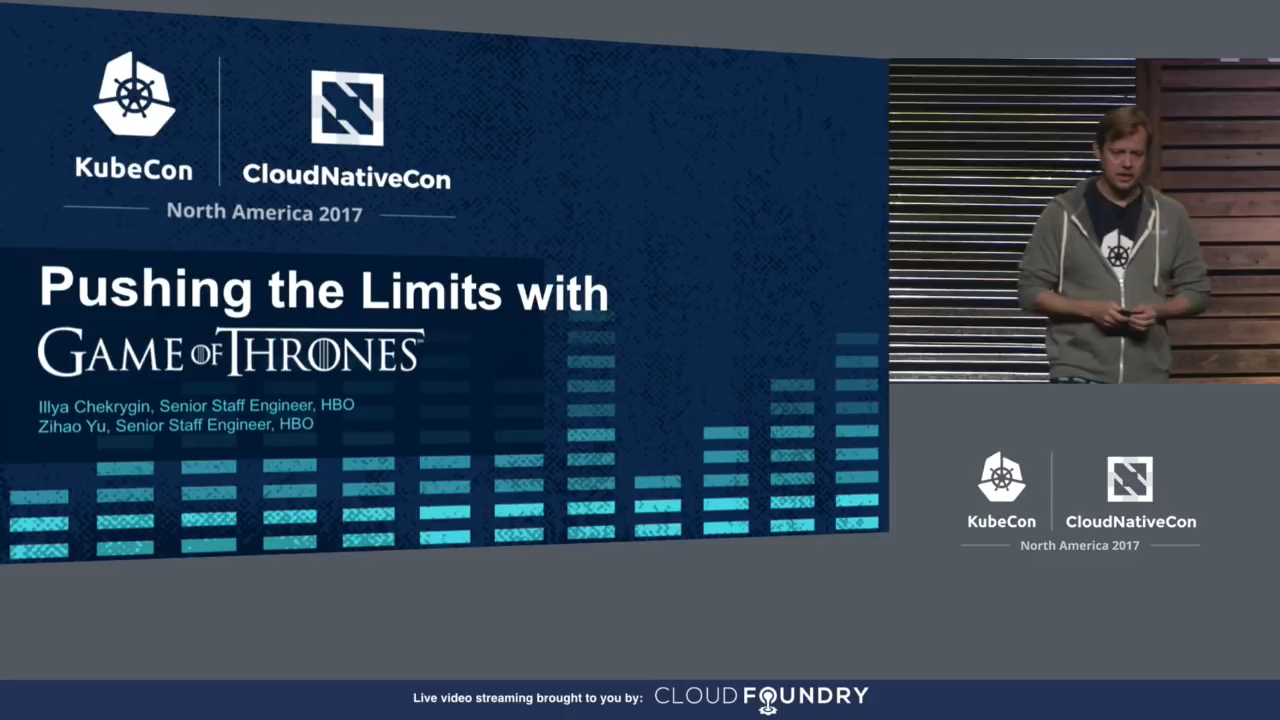 KubeCon
CloudNativeCon
North America 2017
Pushing the Limits with
GAME OF THRONES™
Illya Chekrygin, Senior Staff Engineer, HBO
Zihao Yu, Senior Staff Engineer, HBO
KubeCon
CloudNativeCon
North America 2017
Live video streaming brought to you by: CLOUD FOUNDRY